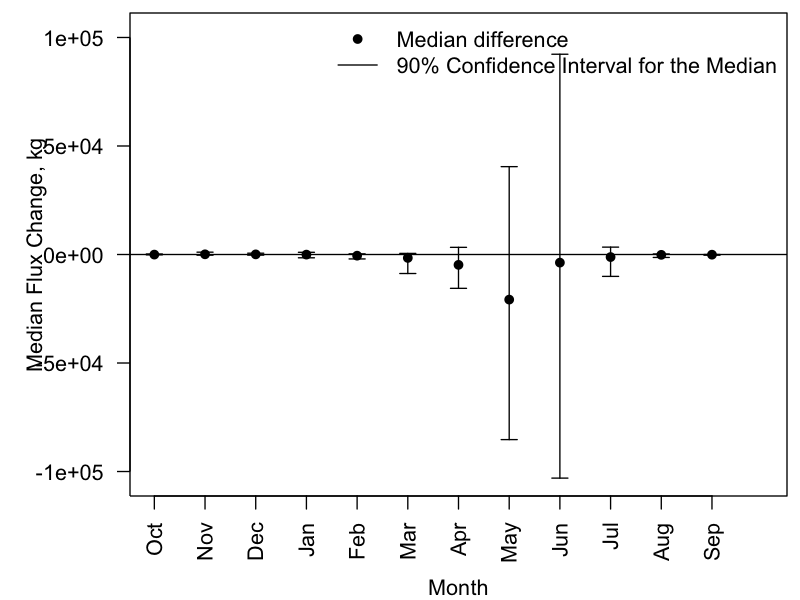 Median difference
90% Confidence Interval for the Median
Median Flux Change, kg
1e+05
5e+04
0e+00
-5e+04
-1e+05
Oct
Nov
Dec
Jan
Feb
Mar
Apr
May
Jun
Jul
Aug
Sep
Month